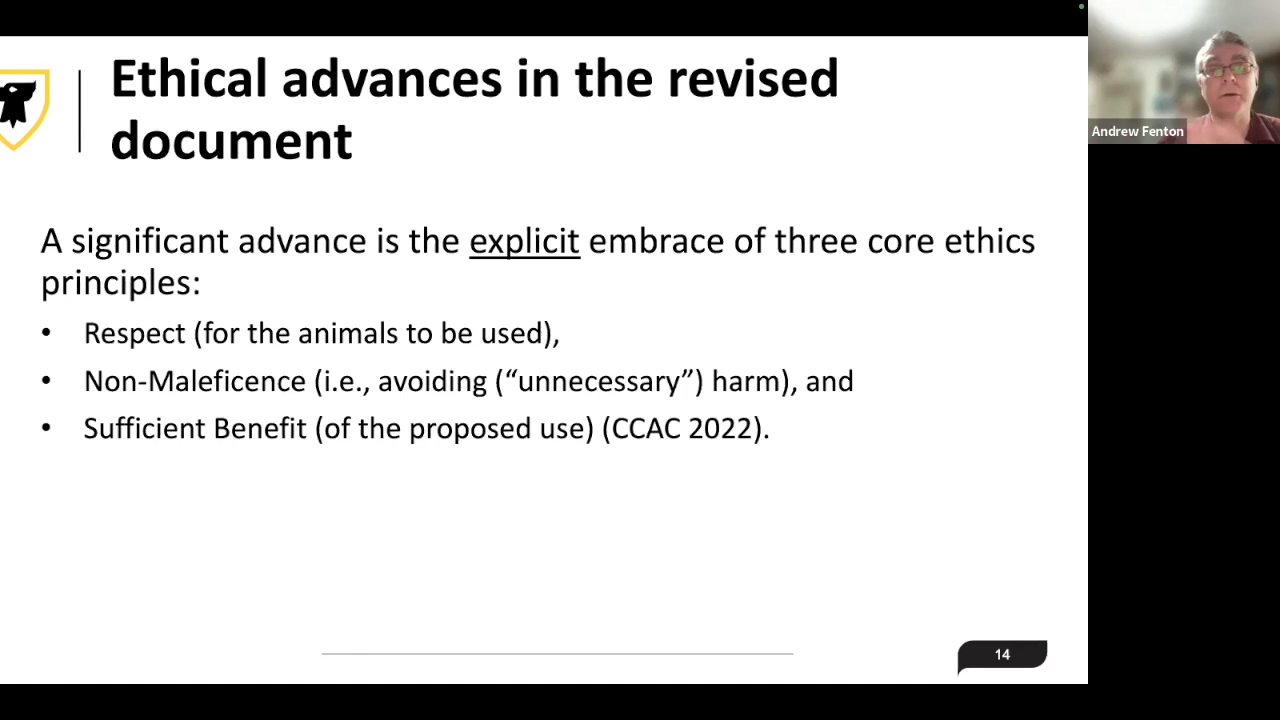 Ethical advances in the revised
document
A significant advance is the explicit embrace of three core ethics
principles:
• Respect (for the animals to be used),
• Non-Maleficence (i.e., avoiding (“unnecessary”) harm), and
• Sufficient Benefit (of the proposed use) (CCAC 2022).
14
Andrew Fenton